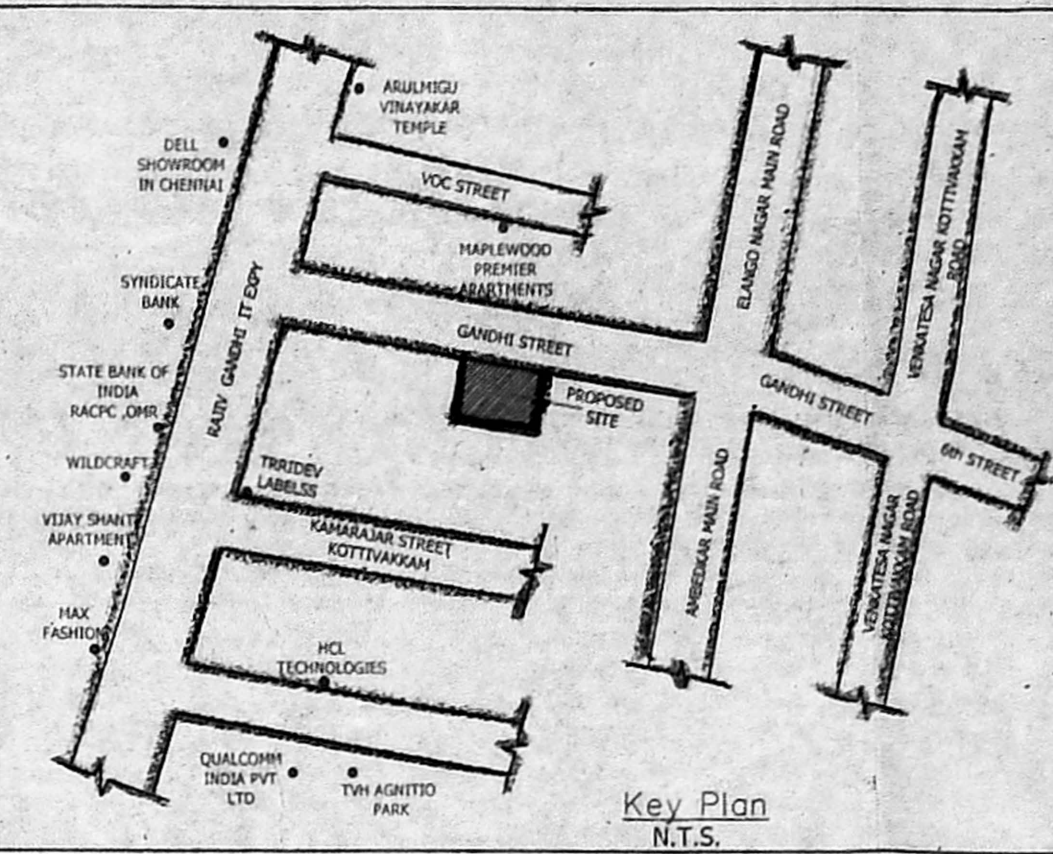 ARULMIGU
VINAYAKAR
TEMPLE
DELL
SHOWROOM
IN CHENNAI
VOC STREET
MAPLEWOOD
PREMIER
APARTMENTS
SYNDICATE
BANK
RAJIV GANDHI IT EXPY
GANDHI STREET
ELANGO NAGAR MAIN ROAD
VENKATESA NAGAR KOTTIVAKKAM
ROAD
STATE BANK OF
INDIA
RACPC ,OMR
PROPOSED
SITE
GANDHI STREET
6th STREET
WILDCRAFT
TRRIDEV
LABELSS
VIJAY SHANTI
APARTMENT
KAMARAJAR STREET
KOTTIVAKKAM
AMBEDKAR MAIN ROAD
VENKATESA NAGAR
KOTTIVAKKAM ROAD
MAX
FASHION
HCL
TECHNOLOGIES
QUALCOMM
INDIA PVT
LTD
TVH AGNITIO
PARK
Key Plan
N.T.S.